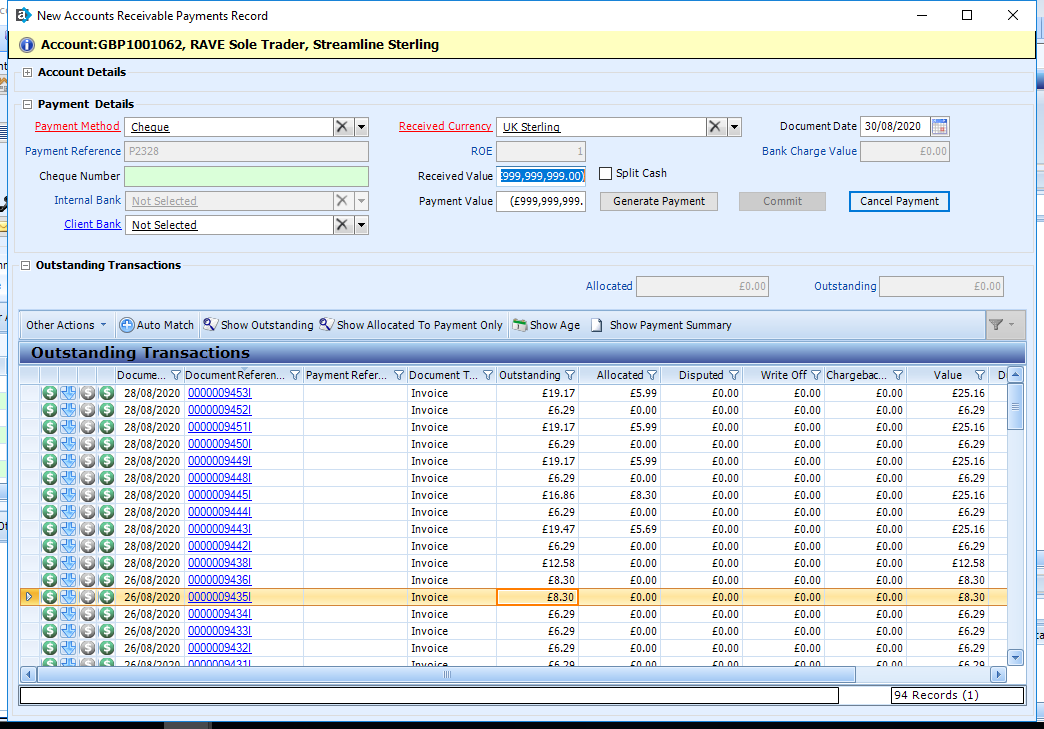 New Accounts Receivable Payments Record
Account:GBP1001062, RAVE Sole Trader, Streamline Sterling
Account Details
Payment Details
Payment Method Cheque Received Currency UK Sterling Document Date 30/08/2020
Payment Reference P2328 ROE 1 Bank Charge Value £0.00
Cheque Number Received Value 999,999,999.00) Split Cash
Internal Bank Not Selected Payment Value (£999,999,999. Generate Payment Commit Cancel Payment
Client Bank Not Selected
Outstanding Transactions
Allocated £0.00 Outstanding £0.00
Other Actions Auto Match Show Outstanding Show Allocated To Payment Only Show Age Show Payment Summary
Outstanding Transactions
Docume... Document Referen... Payment Refer... Document T... Outstanding Allocated Disputed Write Off Chargebac... Value D
28/08/2020 0000009453I Invoice £19.17 £5.99 £0.00 £0.00 £0.00 £25.16
28/08/2020 0000009452I Invoice £6.29 £0.00 £0.00 £0.00 £0.00 £6.29
28/08/2020 0000009451I Invoice £19.17 £5.99 £0.00 £0.00 £0.00 £25.16
28/08/2020 0000009450I Invoice £6.29 £0.00 £0.00 £0.00 £0.00 £6.29
28/08/2020 0000009449I Invoice £19.17 £5.99 £0.00 £0.00 £0.00 £25.16
28/08/2020 0000009448I Invoice £6.29 £0.00 £0.00 £0.00 £0.00 £6.29
28/08/2020 0000009445I Invoice £16.86 £8.30 £0.00 £0.00 £0.00 £25.16
28/08/2020 0000009444I Invoice £6.29 £0.00 £0.00 £0.00 £0.00 £6.29
28/08/2020 0000009443I Invoice £19.47 £5.69 £0.00 £0.00 £0.00 £25.16
28/08/2020 0000009442I Invoice £6.29 £0.00 £0.00 £0.00 £0.00 £6.29
28/08/2020 0000009438I Invoice £12.58 £0.00 £0.00 £0.00 £0.00 £12.58
26/08/2020 0000009436I Invoice £8.30 £0.00 £0.00 £0.00 £0.00 £8.30
26/08/2020 0000009435I Invoice £8.30 £0.00 £0.00 £0.00 £0.00 £8.30
26/08/2020 0000009434I Invoice £6.29 £0.00 £0.00 £0.00 £0.00 £6.29
26/08/2020 0000009433I Invoice £6.29 £0.00 £0.00 £0.00 £0.00 £6.29
26/08/2020 0000009432I Invoice £6.29 £0.00 £0.00 £0.00 £0.00 £6.29
26/08/2020 0000009431I Invoice £6.29 £0.00 £0.00 £0.00 £0.00 £6.29
94 Records (1)